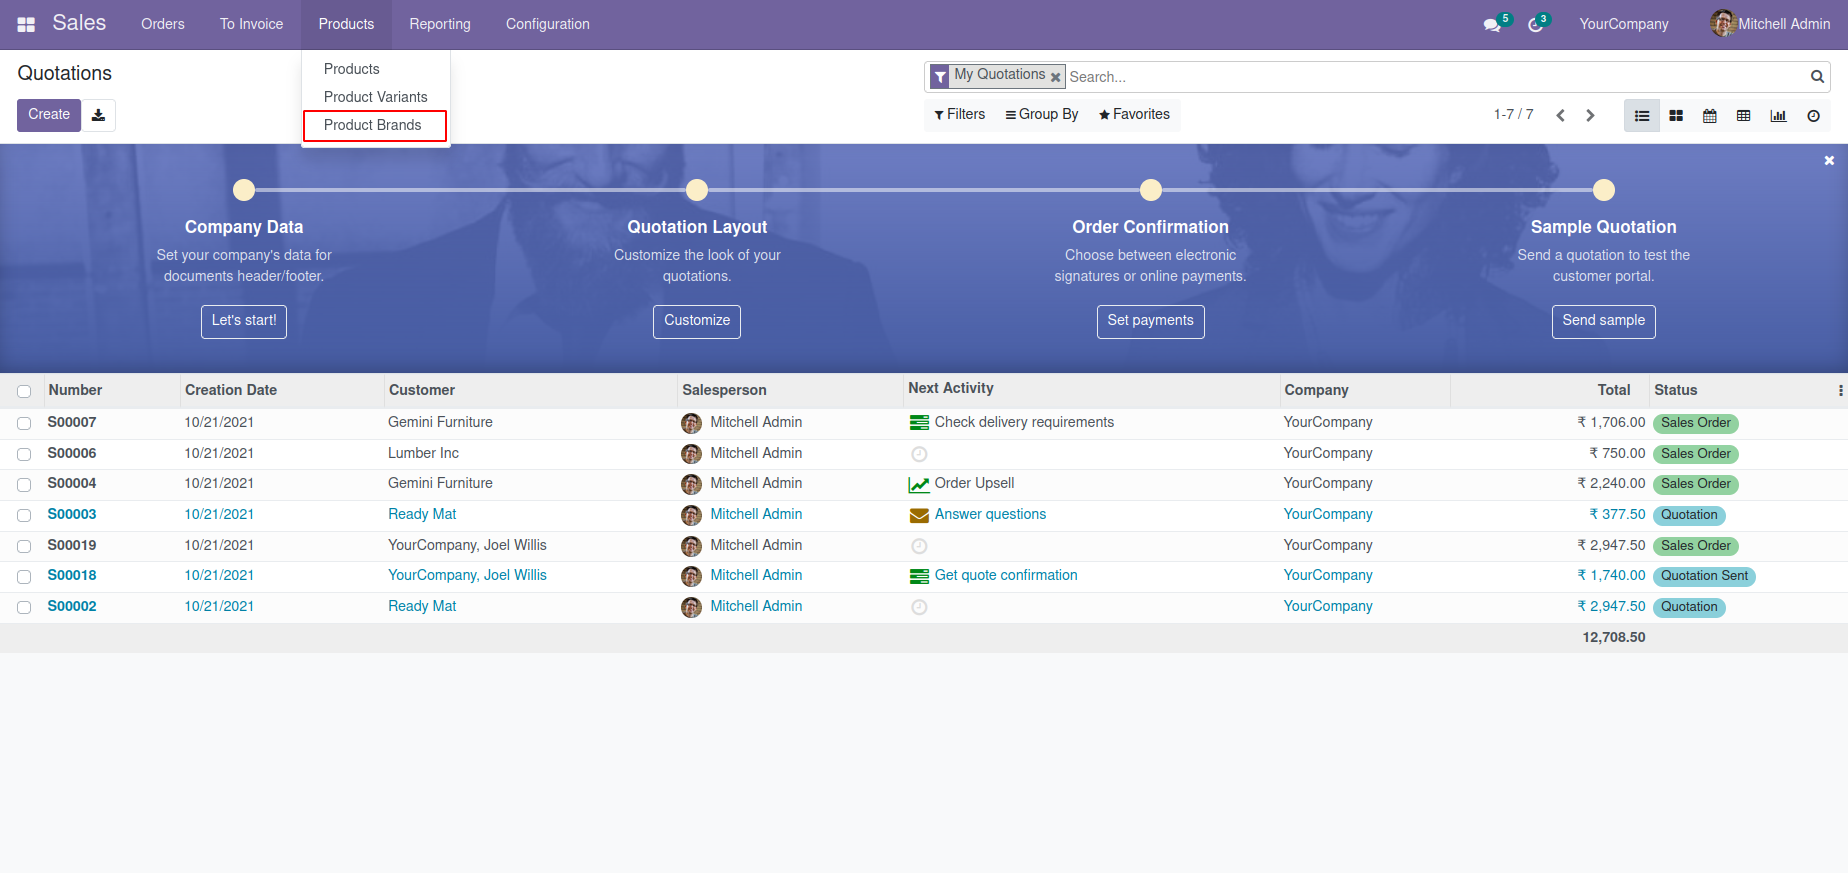 Sales Orders To Invoice Products Reporting Configuration 5 3 YourCompany Mitchell Admin
Products
Product Variants
Product Brands
Quotations
My Quotations Search...
Create
Filters Group By Favorites 1-7 / 7
Company Data
Set your company's data for
documents header/footer.
Let's start!
Quotation Layout
Customize the look of your
quotations.
Customize
Order Confirmation
Choose between electronic
signatures or online payments.
Set payments
Sample Quotation
Send a quotation to test the
customer portal.
Send sample
Number Creation Date Customer Salesperson Next Activity Company Total Status
S00007 10/21/2021 Gemini Furniture Mitchell Admin Check delivery requirements YourCompany ₹ 1,706.00 Sales Order
S00006 10/21/2021 Lumber Inc Mitchell Admin YourCompany ₹ 750.00 Sales Order
S00004 10/21/2021 Gemini Furniture Mitchell Admin Order Upsell YourCompany ₹ 2,240.00 Sales Order
S00003 10/21/2021 Ready Mat Mitchell Admin Answer questions YourCompany ₹ 377.50 Quotation
S00019 10/21/2021 YourCompany, Joel Willis Mitchell Admin YourCompany ₹ 2,947.50 Sales Order
S00018 10/21/2021 YourCompany, Joel Willis Mitchell Admin Get quote confirmation YourCompany ₹ 1,740.00 Quotation Sent
S00002 10/21/2021 Ready Mat Mitchell Admin YourCompany ₹ 2,947.50 Quotation
12,708.50